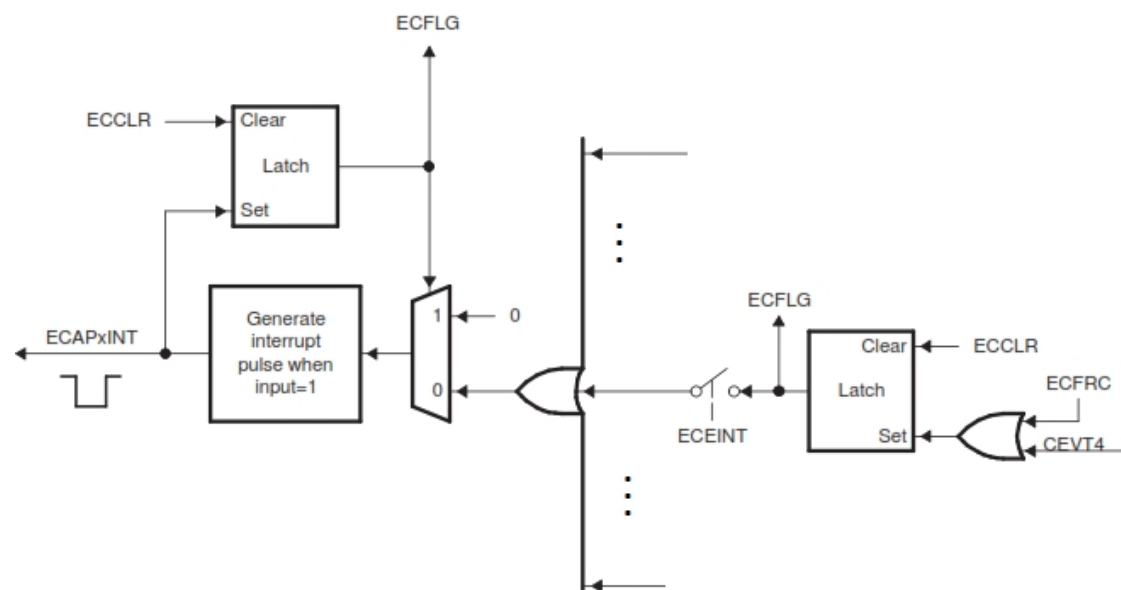 ECFLG
ECCLR
Clear
Latch
Set
ECAPxINT
Generate
interrupt
pulse when
input=1
1
0
0
ECFLG
ECEINT
Clear
ECCLR
Latch
Set
ECFRC
CEVT4